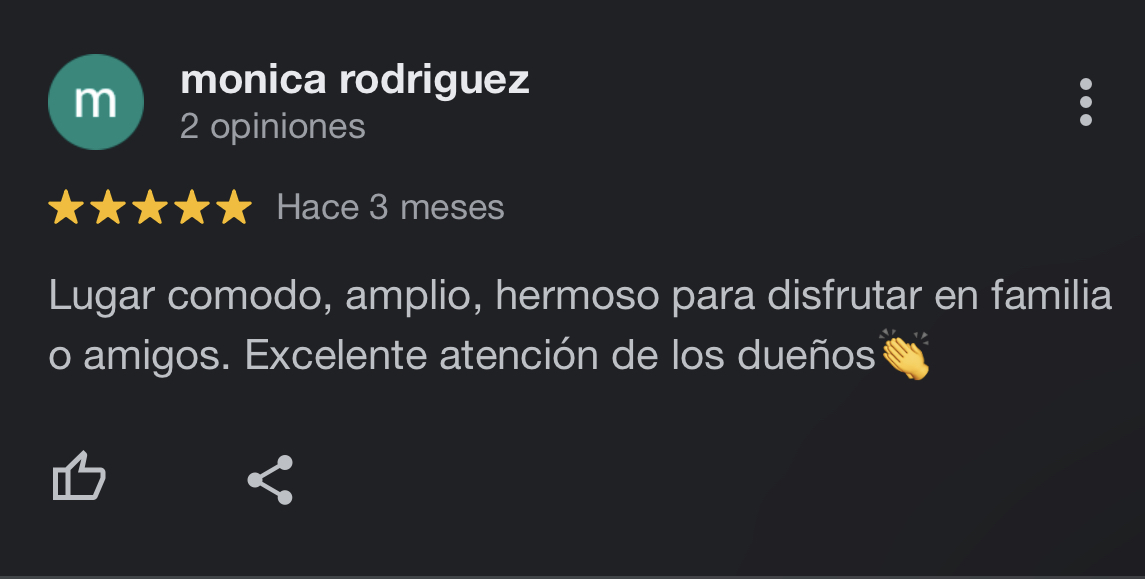 m
monica rodriguez
2 opiniones
Hace 3 meses
Lugar comodo, amplio, hermoso para disfrutar en familia
o amigos. Excelente atención de los dueños👏